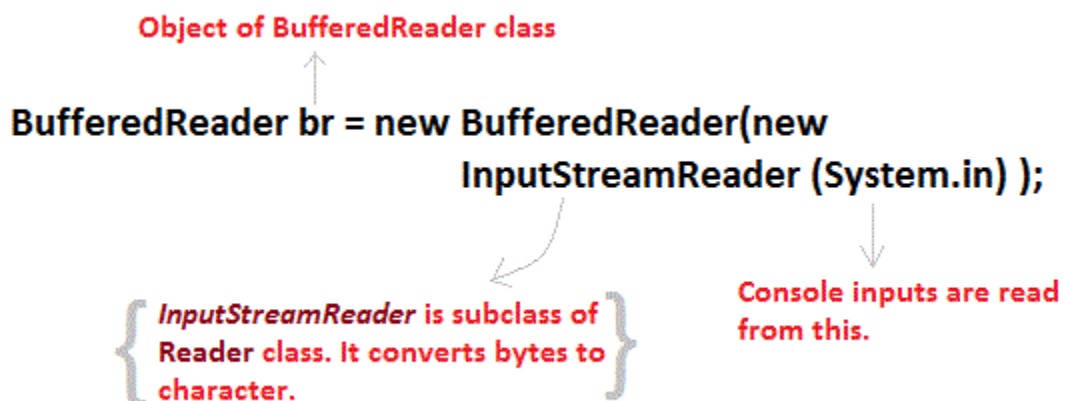 Object of BufferedReader class
BufferedReader br = new BufferedReader(new
InputStreamReader (System.in) );
InputStreamReader is subclass of
Reader class. It converts bytes to
character.
Console inputs are read
from this.